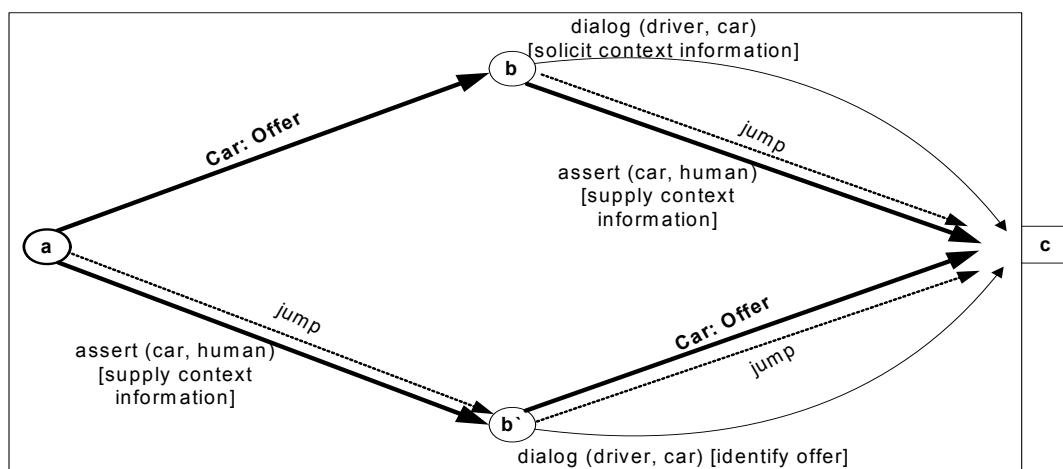 dialog (driver, car)
[solicit context information]
b
Car: Offer
jump
assert (car, human)
[supply context
information]
a
c
jump
assert (car, human)
[supply context
information]
Car: Offer
jump
b`
dialog (driver, car) [identify offer]